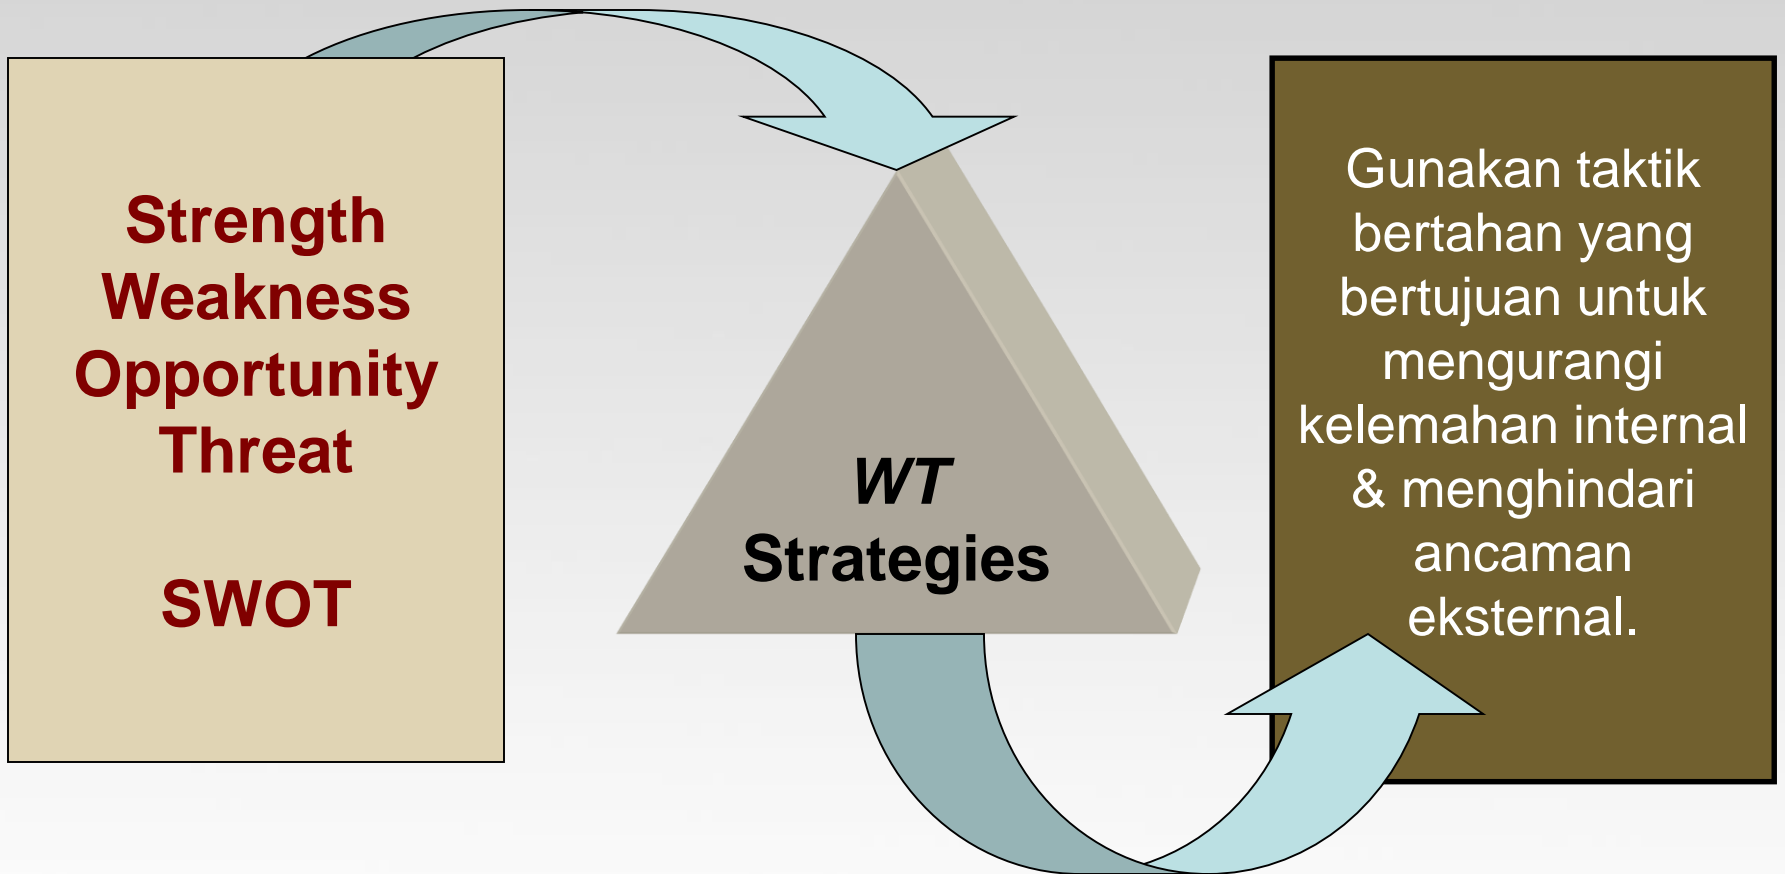 Strength
Weakness
Opportunity
Threat
SWOT
WT
Strategies
Gunakan taktik
bertahan yang
bertujuan untuk
mengurangi
kelemahan internal
& menghindari
ancaman
eksternal.